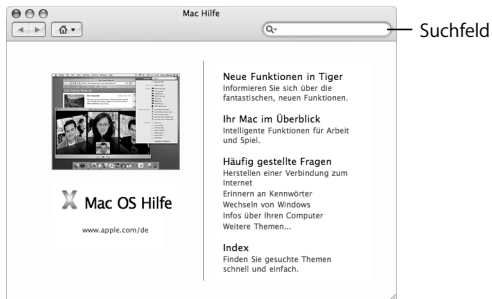 Mac Hilfe
Suchfeld
Neue Funktionen in Tiger
Informieren Sie sich über die
fantastischen, neuen Funktionen.
Ihr Mac im Überblick
Intelligente Funktionen für Arbeit
und Spiel.
Häufig gestellte Fragen
Herstellen einer Verbindung zum
Internet
Erinnern an Kennwörter
Wechseln von Windows
Infos über Ihren Computer
Weitere Themen...
Index
Finden Sie gesuchte Themen
schnell und einfach.
Mac OS Hilfe
www.apple.com/de